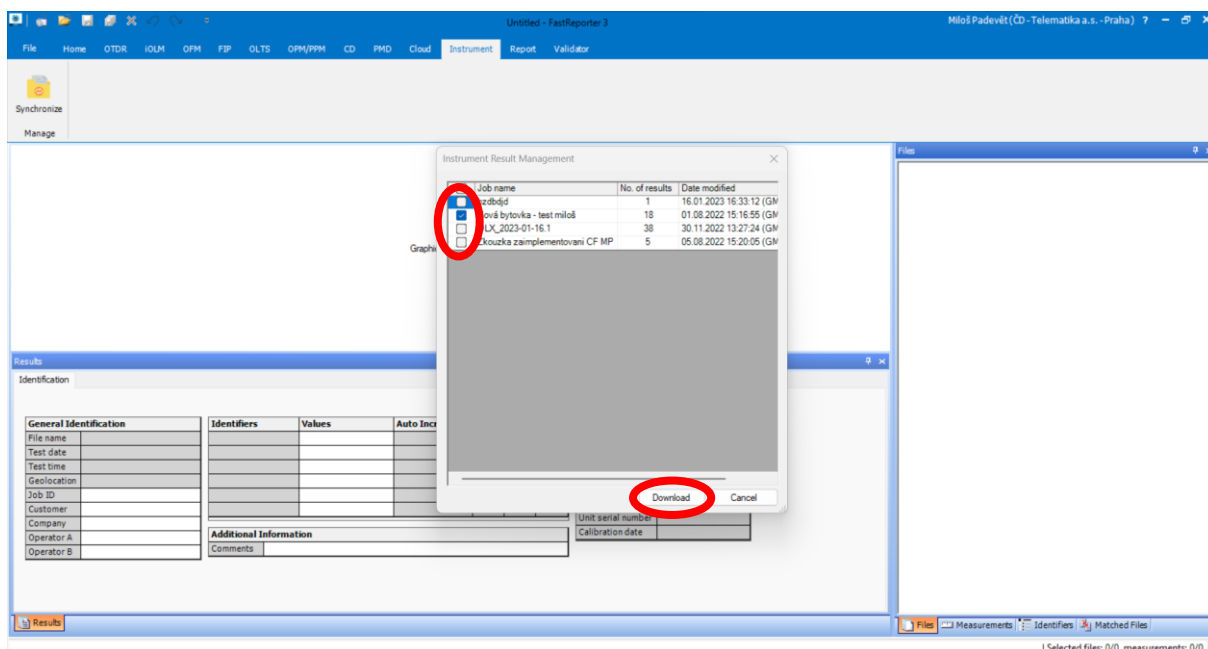 Untitled - FastReporter 3
Miloš Padevět (ČD - Telematika a.s. - Praha) ?
File Home OTDR iOLM OFM FIP OLTS OPM/PPM CD PMD Cloud Instrument Report Validator
Synchronize
Manage
Instrument Result Management
Files
Job name No. of results Date modified
1 16.01.2023 16:33:12 (GM
bytovka - test miloš 18 01.08.2022 15:16:55 (GM
38 30.11.2022 13:27:24 (GM
zaimplementovani CF MP 5 05.08.2022 15:20:05 (GM
Graphi
Results
Identification
General Identification Identifiers Values Auto Incr
File name
Test date
Test time
Geolocation
Job ID
Download Cancel
Customer
Company
Unit serial number
Operator A
Additional Information
Calibration date
Operator B
Comments
Results
Files Measurements Identifiers Matched Files
Selected files: 0/0, measurements: 0/0